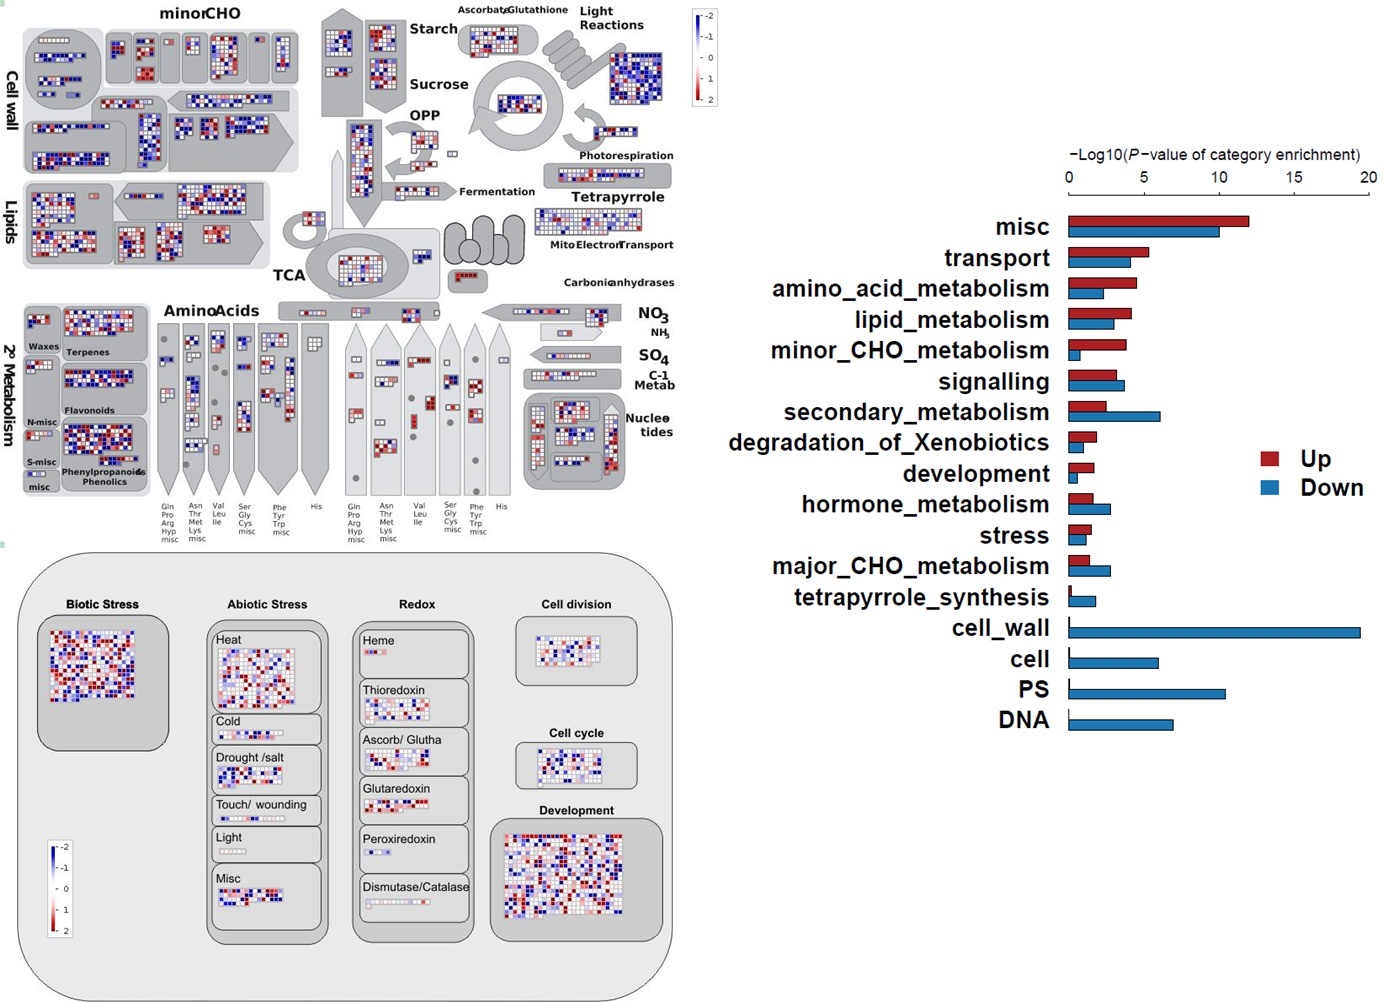 minorCHO
Cell wall
Lipids
2º Metabolism
Starch
Sucrose
OPP
Ascorbate/Glutathione
Light
Reactions
-2
-1
0
1
2
Photorespiration
Fermentation
Tetrapyrrole
Mito Electron Transport
TCA
Carbonic anhydrases
Amino Acids
NO3
NH3
SO4
C-1
Metab
Nucleo
tides
Waxes
Terpenes
N-misc
Flavonoids
S-misc
Phenylpropanoids &
Phenolics
misc
Gln
Pro
Arg
Hyp
misc
Asn
Thr
Met
Lys
misc
Val
Leu
Ile
Ser
Gly
Cys
misc
Phe
Tyr
Trp
misc
His
Gln
Pro
Arg
Hyp
misc
Asn
Thr
Met
Lys
misc
Val
Leu
Ile
Ser
Gly
Cys
misc
Phe
Tyr
Trp
misc
His
Biotic Stress
Abiotic Stress
Heat
Cold
Drought /salt
Touch/ wounding
Light
Misc
Redox
Heme
Thioredoxin
Ascorb/ Glutha
Glutaredoxin
Peroxiredoxin
Dismutase/Catalase
Cell division
Cell cycle
Development
-2
-1
0
1
2
−Log10(P−value of category enrichment)
0 5 10 15 20
misc
transport
amino_acid_metabolism
lipid_metabolism
minor_CHO_metabolism
signalling
secondary_metabolism
degradation_of_Xenobiotics
development
hormone_metabolism
stress
major_CHO_metabolism
tetrapyrrole_synthesis
cell_wall
cell
PS
DNA
Up
Down